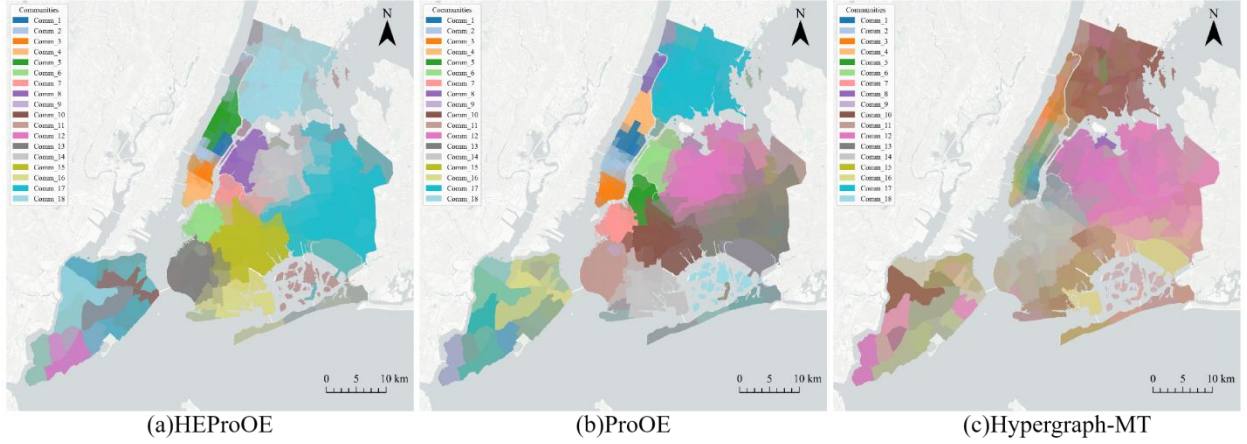 Communities
Comm_1
Comm_2
Comm_3
Comm_4
Comm_5
Comm_6
Comm_7
Comm_8
Comm_9
Comm_10
Comm_11
Comm_12
Comm_13
Comm_14
Comm_15
Comm_16
Comm_17
Comm_18
N
0 10 km
(a)HEProOE
Communities
Comm_1
Comm_2
Comm_3
Comm_4
Comm_5
Comm_6
Comm_7
Comm_8
Comm_9
Comm_10
Comm_11
Comm_12
Comm_13
Comm_14
Comm_15
Comm_16
Comm_17
Comm_18
N
0 10 km
(b)ProOE
Communities
Comm_1
Comm_2
Comm_3
Comm_4
Comm_5
Comm_6
Comm_7
Comm_8
Comm_9
Comm_10
Comm_11
Comm_12
Comm_13
Comm_14
Comm_15
Comm_16
Comm_17
Comm_18
N
0 10 km
(c)Hypergraph-MT